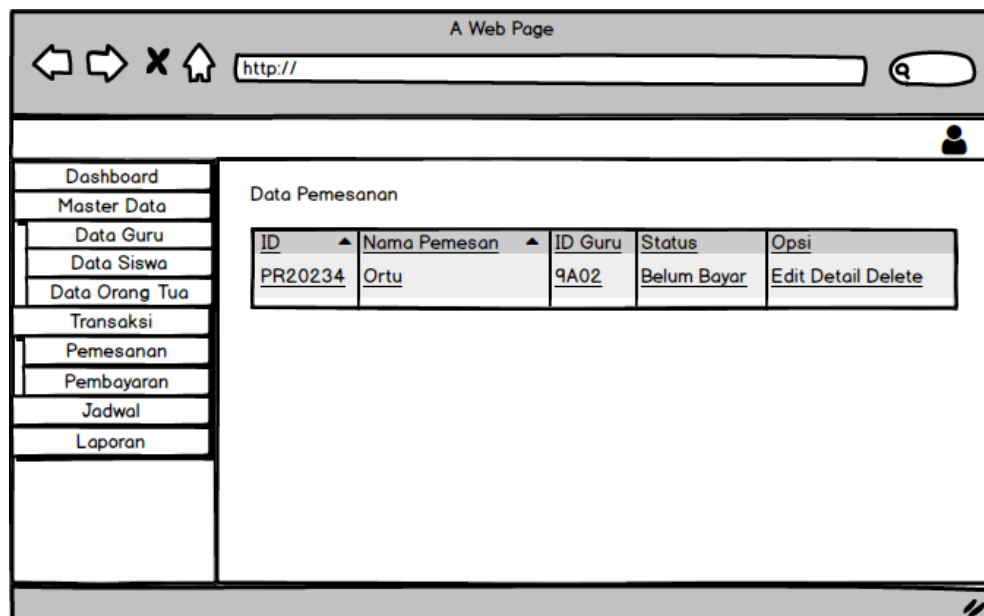 A Web Page
http://
Dashboard
Master Data
Data Guru
Data Siswa
Data Orang Tua
Transaksi
Pemesanan
Pembayaran
Jadwal
Laporan
Data Pemesanan
ID Nama Pemesan ID Guru Status Opsi
PR20234 Ortu 9A02 Belum Bayar Edit Detail Delete